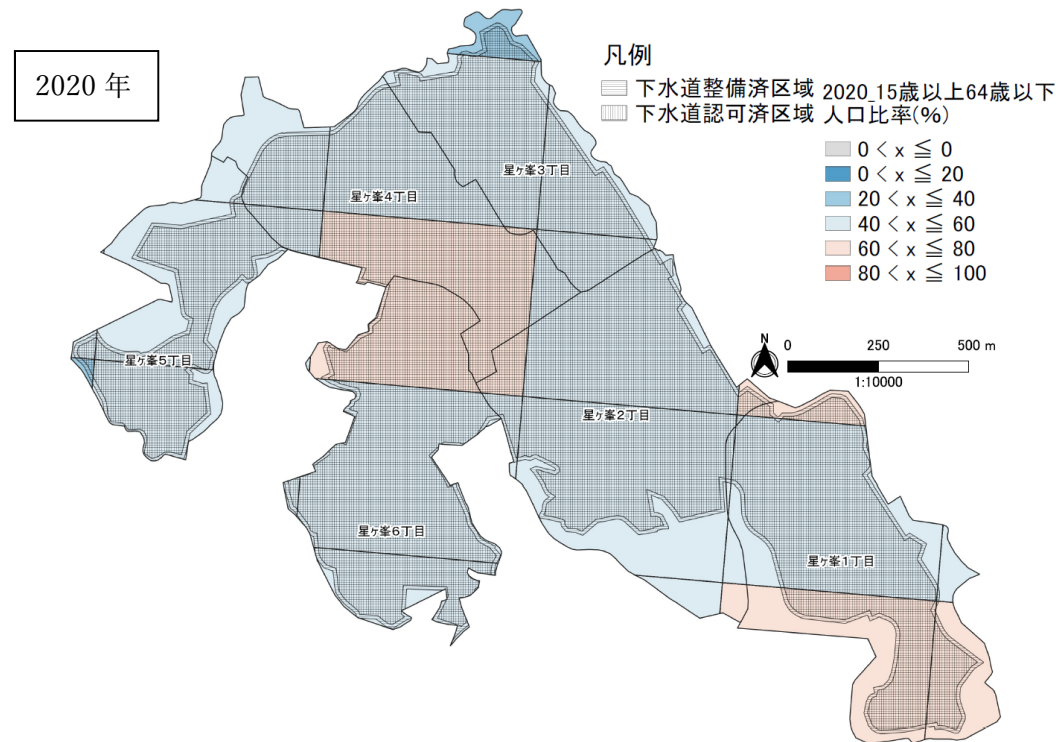 2020 年
凡例
下水道整備済区域
下水道認可済区域
2020_15歳以上64歳以下
人口比率(%)
0 < x ≦ 0
0 < x ≦ 20
20 < x ≦ 40
40 < x ≦ 60
60 < x ≦ 80
80 < x ≦ 100
星ヶ峯3丁目
星ヶ峯4丁目
N
0 250 500 m
1:10000
星ヶ峯5丁目
星ヶ峯2丁目
星ヶ峯6丁目
星ヶ峯1丁目